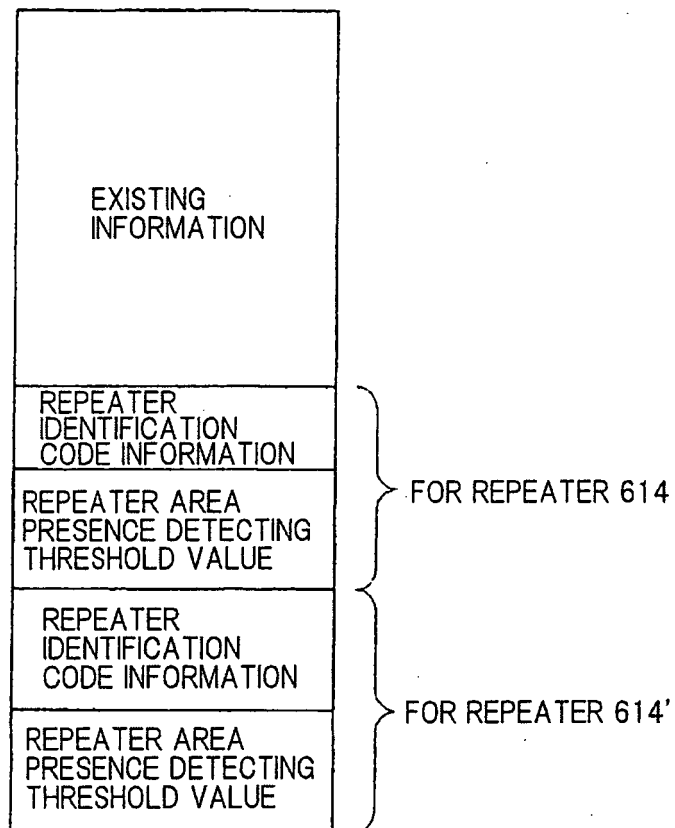 EXISTING
INFORMATION
REPEATER
IDENTIFICATION
CODE INFORMATION
REPEATER AREA
PRESENCE DETECTING
THRESHOLD VALUE
FOR REPEATER 614
REPEATER
IDENTIFICATION
CODE INFORMATION
REPEATER AREA
PRESENCE DETECTING
THRESHOLD VALUE
FOR REPEATER 614'